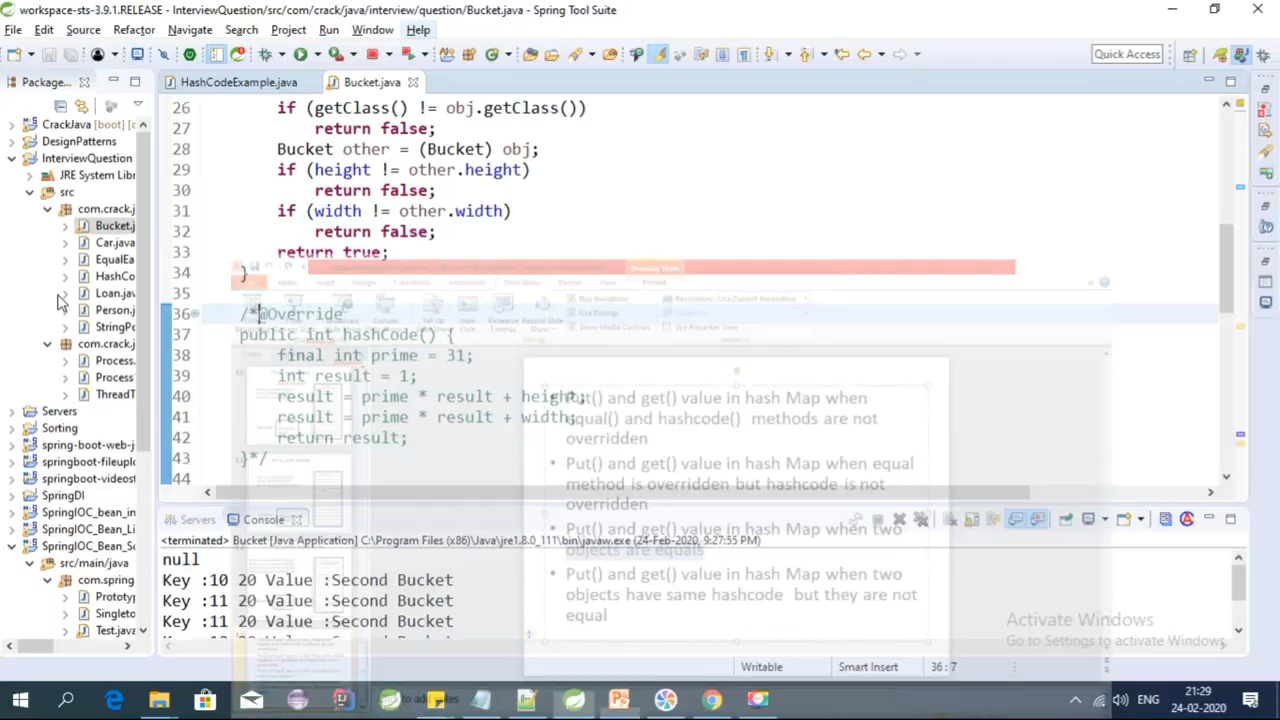 workspace-sts-3.9.1.RELEASE - InterviewQuestion/src/com/crack/java/interview/question/Bucket.java - Spring Tool Suite
File Edit Source Refactor Navigate Search Project Run Window Help
Quick Access
Package...
HashCodeExample.java
Bucket.java
CrackJava [boot]
DesignPatterns
InterviewQuestion
JRE System Libr
src
com.crack.j
Bucket.j
Car.java
EqualEa
HashCo
Loan.jav
Person.j
StringPo
com.crack.j
Process.
Process
ThreadT
Servers
Sorting
spring-boot-web-j
springboot-fileuplo
springboot-videost
SpringDI
SpringIOC_bean_in
SpringIOC_Bean_Li
SpringIOC_Bean_Sc
src/main/java
com.spring
Prototyp
Singleto
Test.java
26 if (getClass() != obj.getClass())
27 return false;
28 Bucket other = (Bucket) obj;
29 if (height != other.height)
30 return false;
31 if (width != other.width)
32 return false;
33 return true;
34 }
35
36 /*@Override
37 public int hashCode() {
38 final int prime = 31;
39 int result = 1;
40 result = prime * result + height;
41 result = prime * result + width;
42 return result;
43 }*/
44
Put() and get() value in hash Map when
equal() and hashcode() methods are not
overridden
• Put() and get() value in hash Map when equal
method is overridden but hashcode is not
overridden
• Put() and get() value in hash Map when two
objects are equals
• Put() and get() value in hash Map when two
objects have same hashcode but they are not
equal
Servers
Console
<terminated> Bucket [Java Application] C:\Program Files (x86)\Java\jre1.8.0_111\bin\javaw.exe (24-Feb-2020, 9:27:55 PM)
null
Key :10 20 Value :Second Bucket
Key :11 20 Value :Second Bucket
Key :11 20 Value :Second Bucket
Activate Windows
Go to Settings to activate Windows.
Writable
Smart Insert
36 : 7
ENG
21:29
24-02-2020